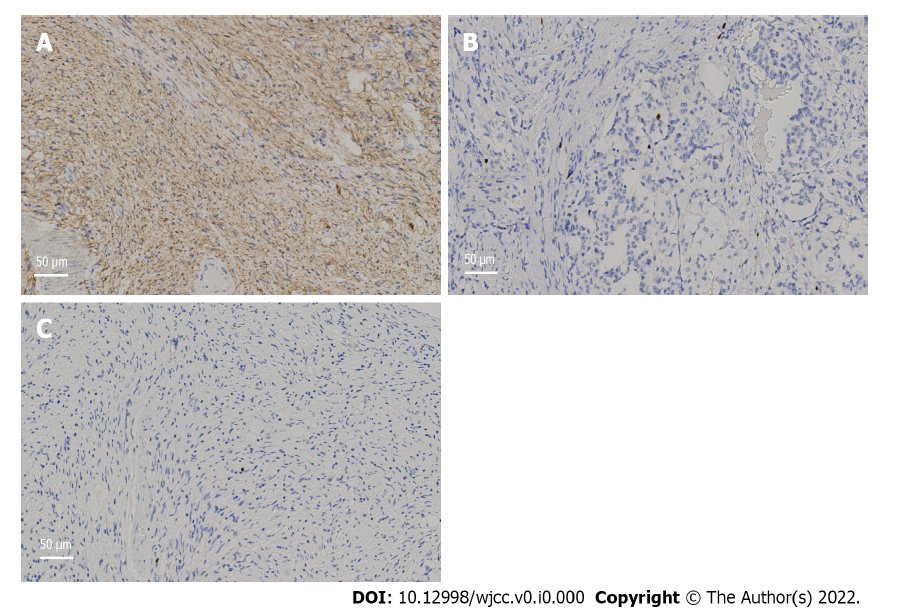 A
B
50 µm
50 µm
C
50 µm
DOI: 10.12998/wjcc.v0.i0.000 Copyright © The Author(s) 2022.